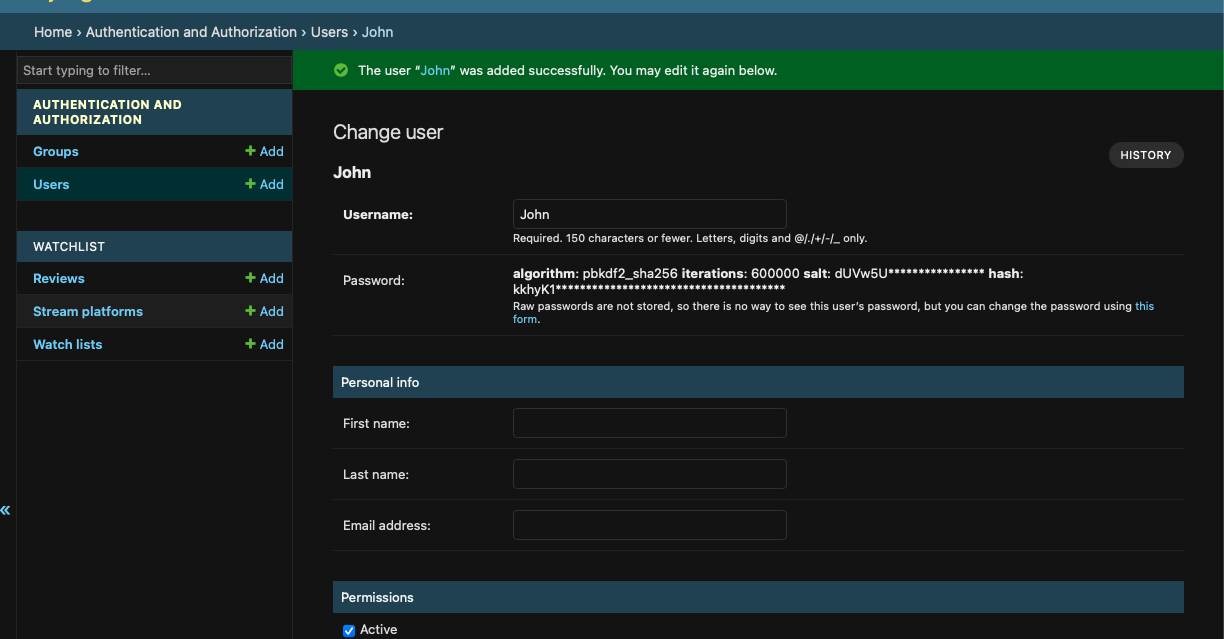 Home › Authentication and Authorization › Users › John
Start typing to filter...
The user “John” was added successfully. You may edit it again below.
AUTHENTICATION AND
AUTHORIZATION
Groups + Add
Users + Add
WATCHLIST
Reviews + Add
Stream platforms + Add
Watch lists + Add
«
Change user
HISTORY
John
Username: John
Required. 150 characters or fewer. Letters, digits and @/./+/-/_ only.
Password: algorithm: pbkdf2_sha256 iterations: 600000 salt: dUVw5U**************** hash:
kkhyK1**************************************
Raw passwords are not stored, so there is no way to see this user’s password, but you can change the password using this
form.
Personal info
First name:
Last name:
Email address:
Permissions
Active